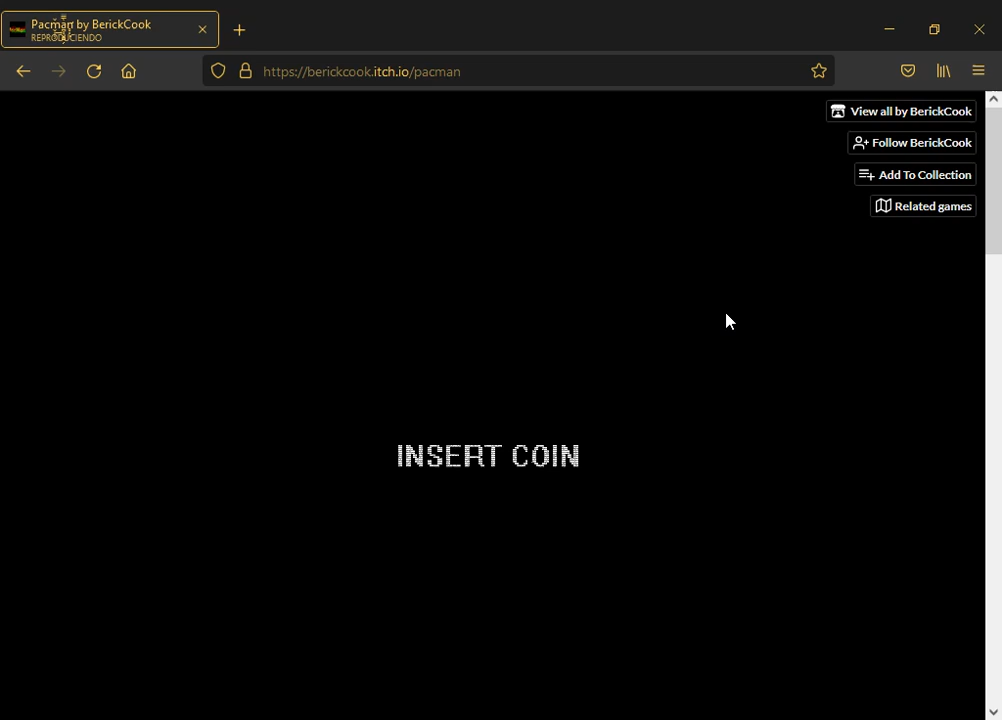 Pacman by BerickCook
REPRODUCIENDO
https://berickcook.itch.io/pacman
View all by BerickCook
Follow BerickCook
Add To Collection
Related games
INSERT COIN